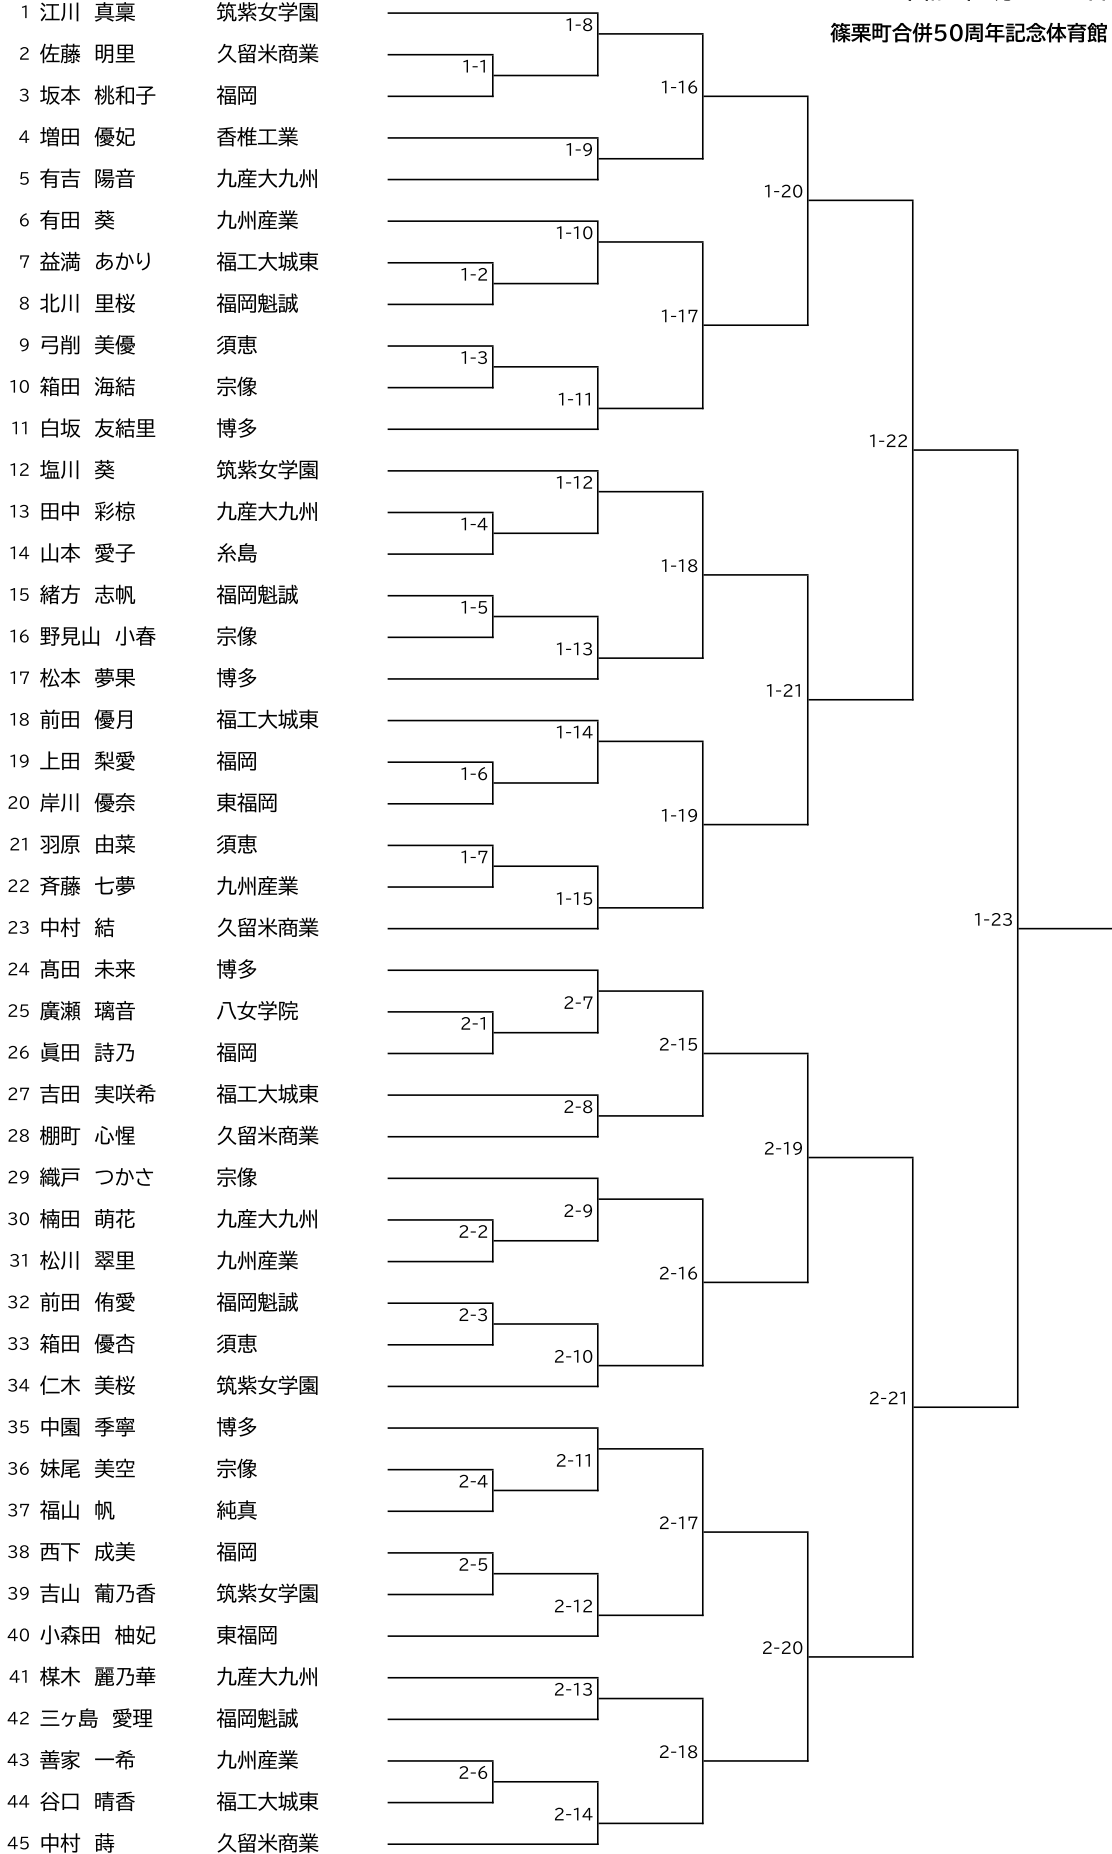 篠栗町合併50周年記念体育館
1 江川 真稟 筑紫女学園
2 佐藤 明里 久留米商業
3 坂本 桃和子 福岡
4 増田 優妃 香椎工業
5 有吉 陽音 九産大九州
6 有田 葵 九州産業
7 益満 あかり 福工大城東
8 北川 里桜 福岡魁誠
9 弓削 美優 須恵
10 箱田 海結 宗像
11 白坂 友結里 博多
12 塩川 葵 筑紫女学園
13 田中 彩椋 九産大九州
14 山本 愛子 糸島
15 緒方 志帆 福岡魁誠
16 野見山 小春 宗像
17 松本 夢果 博多
18 前田 優月 福工大城東
19 上田 梨愛 福岡
20 岸川 優奈 東福岡
21 羽原 由菜 須恵
22 斉藤 七夢 九州産業
23 中村 結 久留米商業
24 髙田 未来 博多
25 廣瀬 璃音 八女学院
26 眞田 詩乃 福岡
27 吉田 実咲希 福工大城東
28 棚町 心惺 久留米商業
29 織戸 つかさ 宗像
30 楠田 萌花 九産大九州
31 松川 翠里 九州産業
32 前田 侑愛 福岡魁誠
33 箱田 優杏 須恵
34 仁木 美桜 筑紫女学園
35 中園 季寧 博多
36 妹尾 美空 宗像
37 福山 帆 純真
38 西下 成美 福岡
39 吉山 葡乃香 筑紫女学園
40 小森田 柚妃 東福岡
41 楳木 麗乃華 九産大九州
42 三ヶ島 愛理 福岡魁誠
43 善家 一希 九州産業
44 谷口 晴香 福工大城東
45 中村 蒔 久留米商業
1-1
1-2
1-3
1-4
1-5
1-6
1-7
2-1
2-2
2-3
2-4
2-5
2-6
1-8
1-9
1-10
1-11
1-12
1-13
1-14
1-15
2-7
2-8
2-9
2-10
2-11
2-12
2-13
2-14
1-16
1-17
1-18
1-19
2-15
2-16
2-17
2-18
1-20
1-21
2-19
2-20
1-22
2-21
1-23